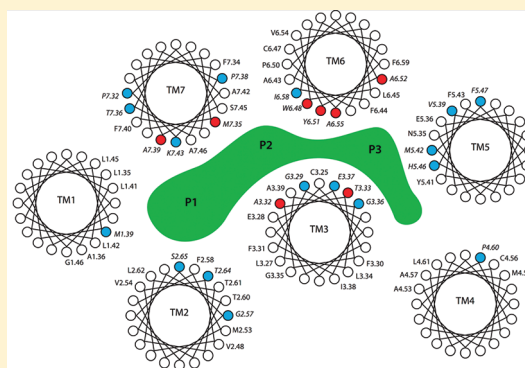 V6.54
C6.47
P6.50
A6.43
I6.58
W6.48
Y6.51
A6.55
F6.44
L6.45
A6.52
F6.59
TM6
F7.34
P7.38
A7.42
S7.45
M7.35
A7.46
K7.43
A7.39
F7.40
T7.36
P7.32
TM7
F5.43
F5.47
V5.39
E5.36
N5.35
M5.42
H5.46
Y5.41
TM5
P1
P2
P3
L1.45
L1.35
L1.41
M1.39
L1.42
A1.36
G1.46
TM1
C3.25
G3.29
E3.37
A3.39
T3.33
A3.32
G3.36
E3.28
F3.31
F3.30
L3.27
L3.34
G3.35
I3.38
TM3
S2.65
F2.58
L2.62
T2.64
V2.54
T2.61
T2.60
G2.57
M2.53
V2.48
TM2
P4.60
L4.61
C4.56
A4.57
M4.5
A4.53
TM4